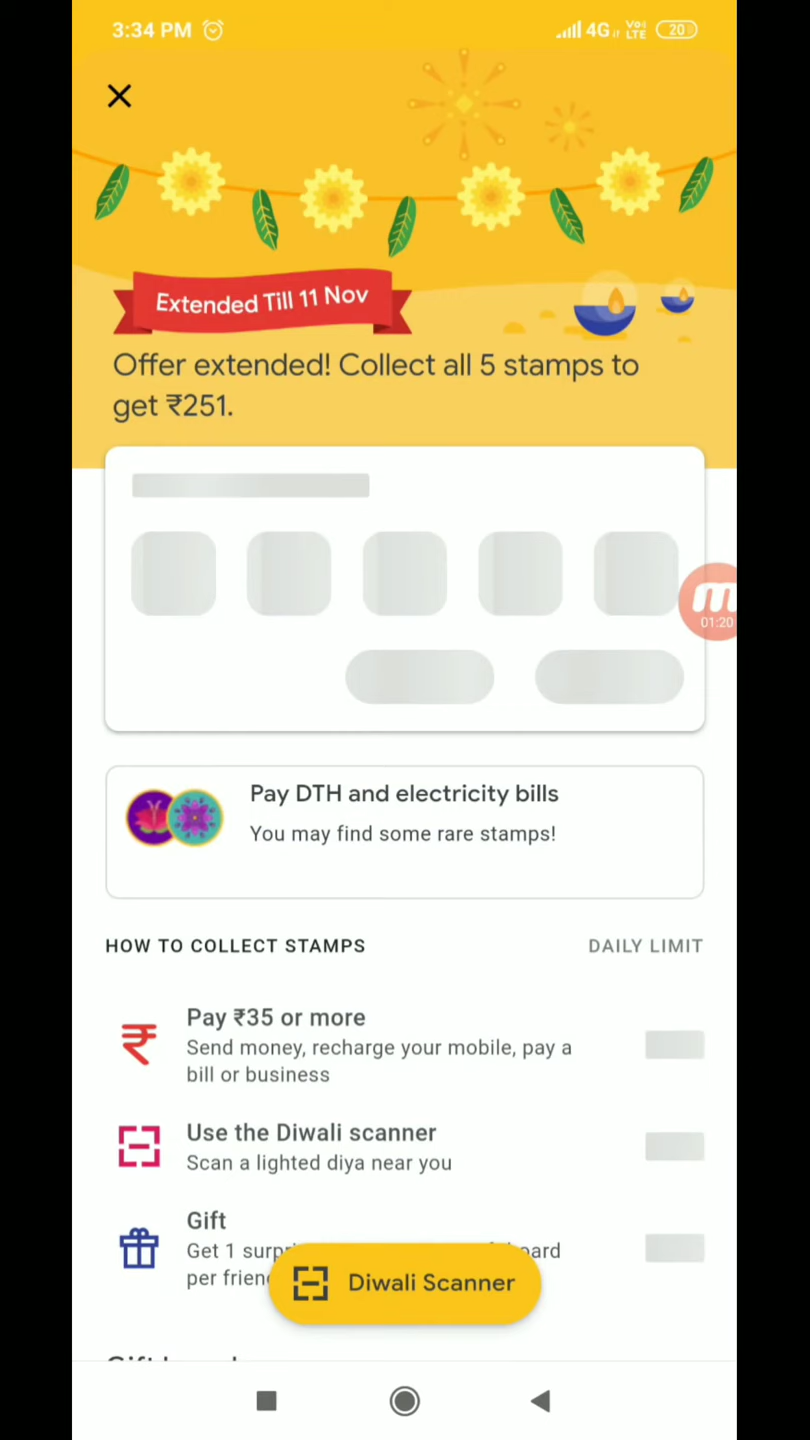 3:34 PM 4G Vo) LTE 20
Extended Till 11 Nov
Offer extended! Collect all 5 stamps to
get ₹251.
01:20
Pay DTH and electricity bills
You may find some rare stamps!
HOW TO COLLECT STAMPS DAILY LIMIT
Pay ₹35 or more
Send money, recharge your mobile, pay a
bill or business
Use the Diwali scanner
Scan a lighted diya near you
Gift
Get 1
per
Diwali Scanner